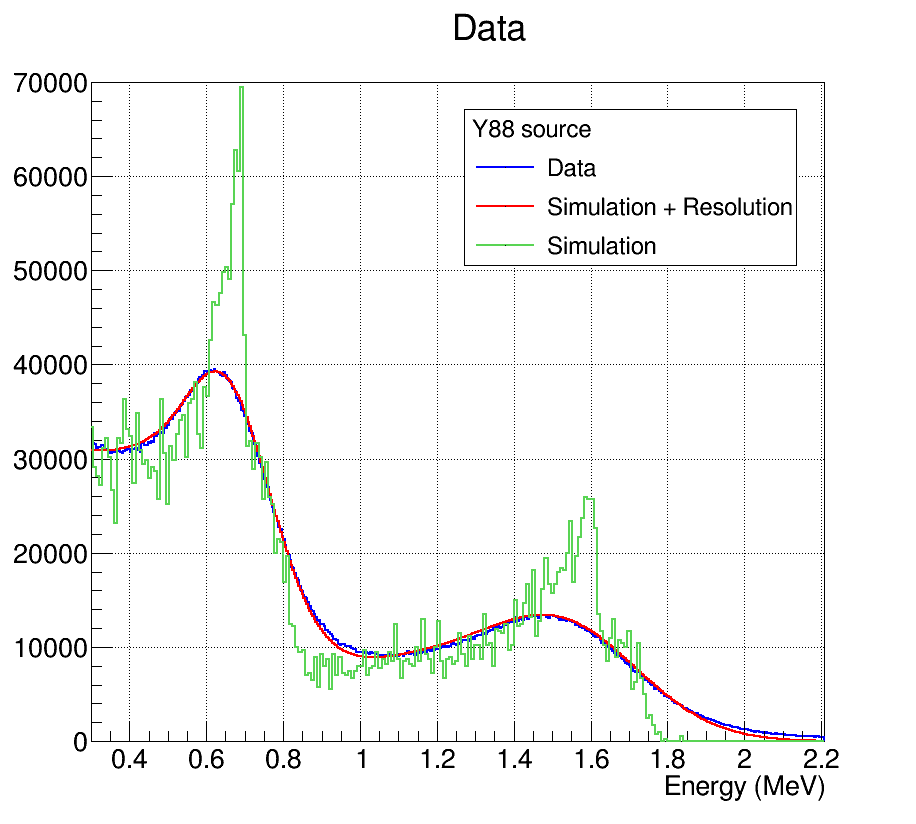 Data
70000
60000
50000
40000
30000
20000
10000
0
Y88 source
Data
Simulation + Resolution
Simulation
0.4 0.6 0.8 1 1.2 1.4 1.6 1.8 2 2.2
Energy (MeV)